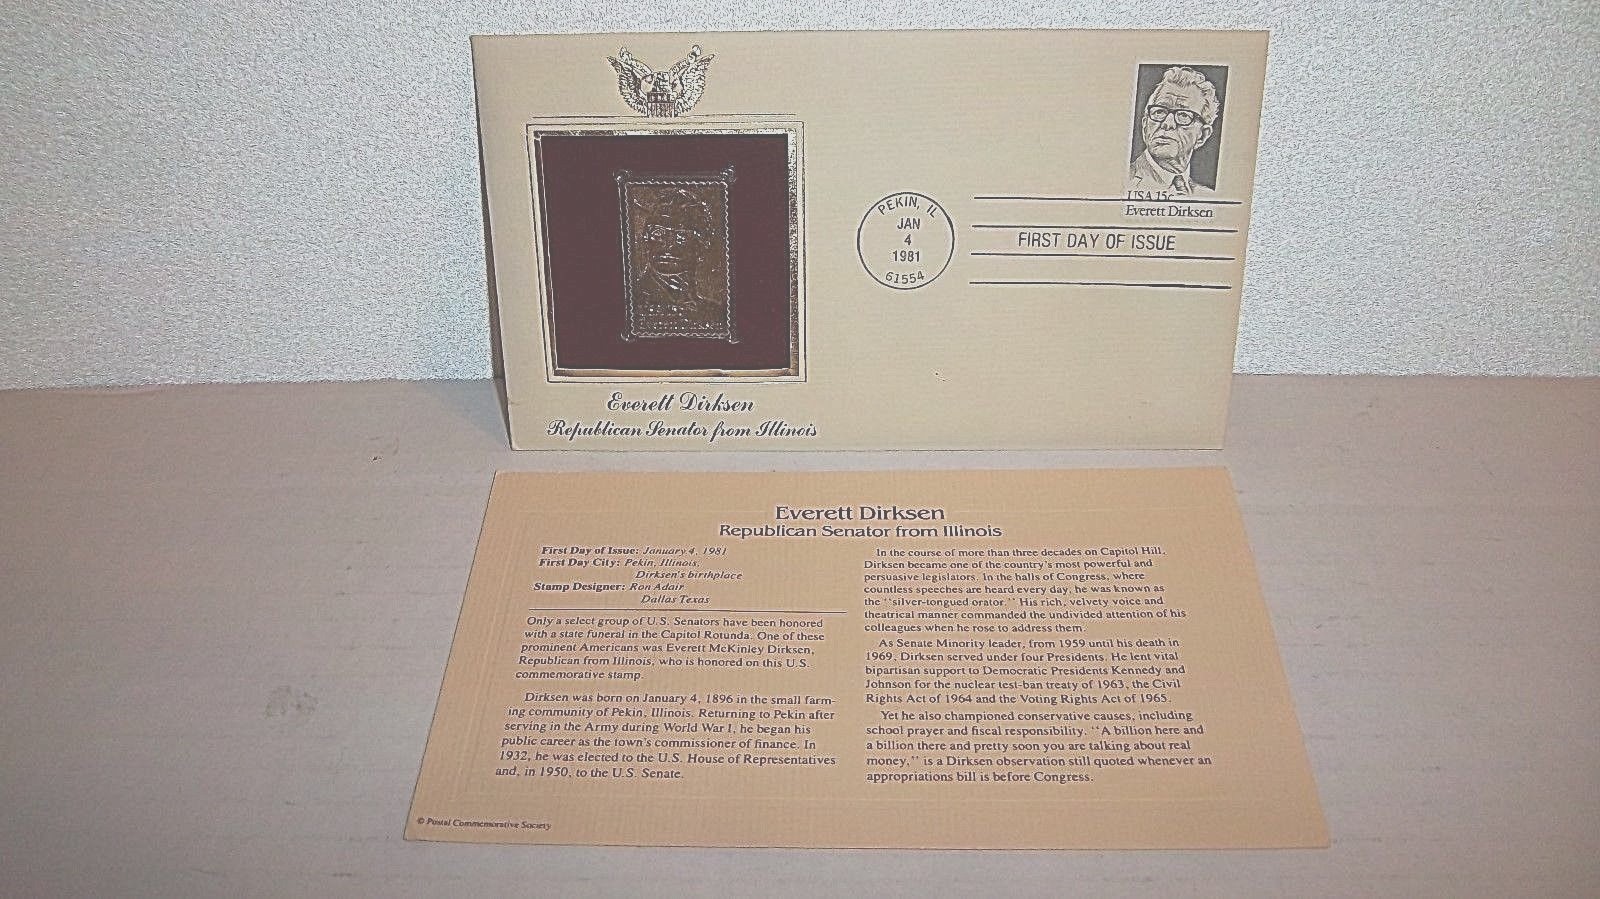 USA 15c
Everett Dirksen
PEKIN, IL
JAN
4
1981
61554
FIRST DAY OF ISSUE
Everett Dirksen
Everett Dirksen
Republican Senator from Illinois
Everett Dirksen
Republican Senator from Illinois
First Day of Issue: January 4, 1981
First Day City: Pekin, Illinois,
Dirksen's birthplace
Stamp Designer: Ron Adair
Dallas Texas
Only a select group of U.S. Senators have been honored
with a state funeral in the Capitol Rotunda. One of these
prominent Americans was Everett McKinley Dirksen,
Republican from Illinois, who is honored on this U.S.
commemorative stamp.
Dirksen was born on January 4, 1896 in the small farm-
ing community of Pekin, Illinois. Returning to Pekin after
serving in the Army during World War I, he began his
public career as the town's commissioner of finance. In
1932, he was elected to the U.S. House of Representatives
and, in 1950, to the U.S. Senate.
In the course of more than three decades on Capitol Hill,
Dirksen became one of the country's most powerful and
persuasive legislators. In the halls of Congress, where
countless speeches are heard every day, he was known as
the "silver-tongued orator." His rich, velvety voice and
theatrical manner commanded the undivided attention of his
colleagues when he rose to address them.
As Senate Minority leader, from 1959 until his death in
1969, Dirksen served under four Presidents. He lent vital
bipartisan support to Democratic Presidents Kennedy and
Johnson for the nuclear test-ban treaty of 1963, the Civil
Rights Act of 1964 and the Voting Rights Act of 1965.
Yet he also championed conservative causes, including
school prayer and fiscal responsibility. "A billion here and
a billion there and pretty soon you are talking about real
money," is a Dirksen observation still quoted whenever an
appropriations bill is before Congress.
© Postal Commemorative Society